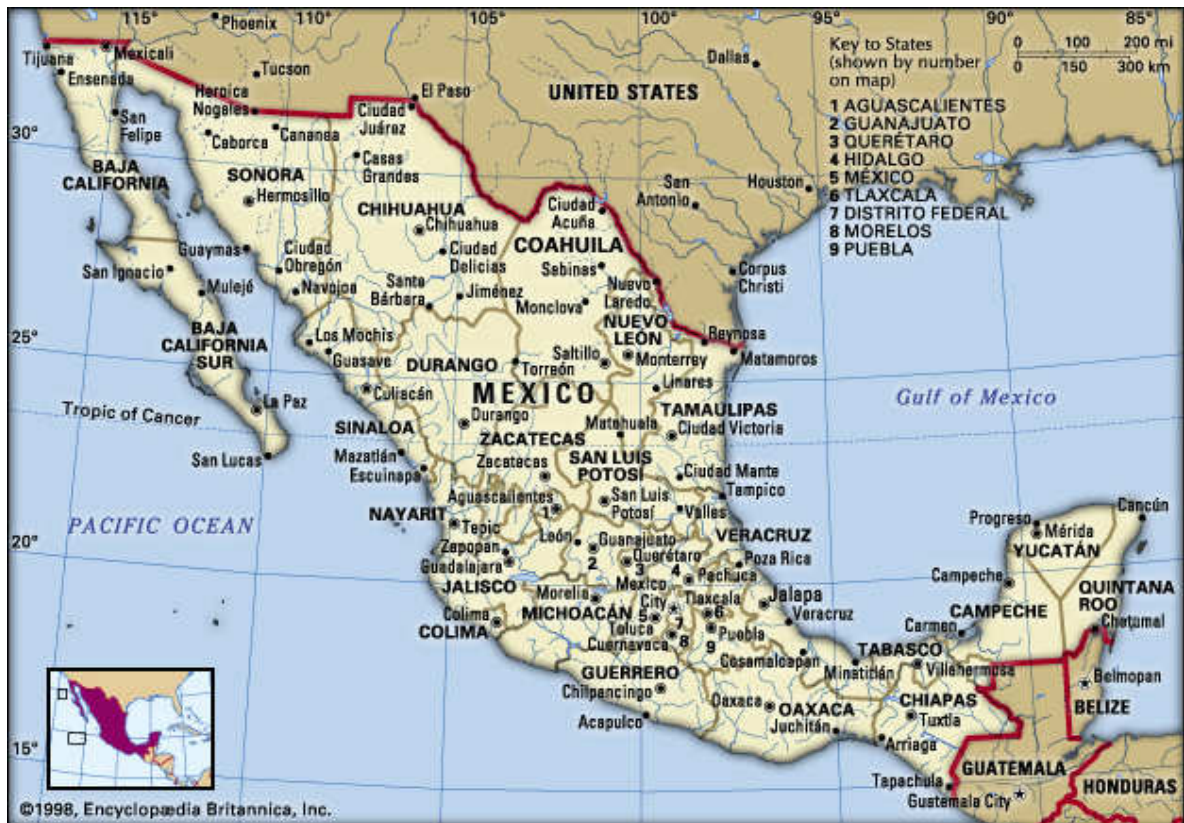 115°
110°
105°
100°
95°
90°
85°
Phoenix
Tijuana
Mexicali
Ensenada
Tucson
Dallas
Key to States
(shown by number
on map)
0 100 200 mi
0 150 300 km
1 AGUASCALIENTES
2 GUANAJUATO
3 QUERÉTARO
4 HIDALGO
5 MÉXICO
6 TLAXCALA
7 DISTRITO FEDERAL
8 MORELOS
9 PUEBLA
Heroica
Nogales
El Paso
UNITED STATES
Ciudad
Juárez
San
Felipe
30°
Caborca
Cananea
Casas
Grandes
BAJA
CALIFORNIA
SONORA
Hermosillo
San
Antonio
Houston
CHIHUAHUA
Chihuahua
Ciudad
Acuña
COAHUILA
Guaymas
Ciudad
Obregón
Ciudad
Delicias
San Ignacio
Mulejé
Navojoa
Santa
Bárbara
Jiménez
Sabinas
Monclova
Nuevo
Laredo
Corpus
Christi
25°
BAJA
CALIFORNIA
SUR
Los Mochis
Guasave
NUEVO
LEÓN
Reynosa
Matamoros
DURANGO
Torreón
Saltillo
Monterrey
Linares
MEXICO
Culiacán
La Paz
Gulf of Mexico
Tropic of Cancer
Durango
SINALOA
Matehuala
TAMAULIPAS
Ciudad Victoria
San Lucas
Mazatlán
Escuinapa
ZACATECAS
Zacatecas
SAN LUIS
POTOSÍ
Ciudad Mante
Tampico
Aguascalientes
1
San Luis
Potosí
Valles
PACIFIC OCEAN
NAYARIT
Tepic
20°
Zapopan
Guadalajara
León
Guanajuato
2
Querétaro
3
4
VERACRUZ
Poza Rica
Pachuca
JALISCO
Morelia
Mexico
City
Tlaxcala
6
Jalapa
Veracruz
Colima
COLIMA
MICHOACÁN
5
7
Toluca
Cuernavaca
8
Puebla
9
Cosamaloapan
Progreso
Mérida
Cancún
YUCATÁN
Campeche
QUINTANA
ROO
CAMPECHE
Chetumal
Carmen
TABASCO
Villahermosa
Minatitlán
Belmopan
BELIZE
GUERRERO
Chilpancingo
Acapulco
Oaxaca
OAXACA
Juchitán
CHIAPAS
Tuxtla
Arriaga
15°
Tapachula
GUATEMALA
Guatemala City
HONDURAS
©1998, Encyclopædia Britannica, Inc.